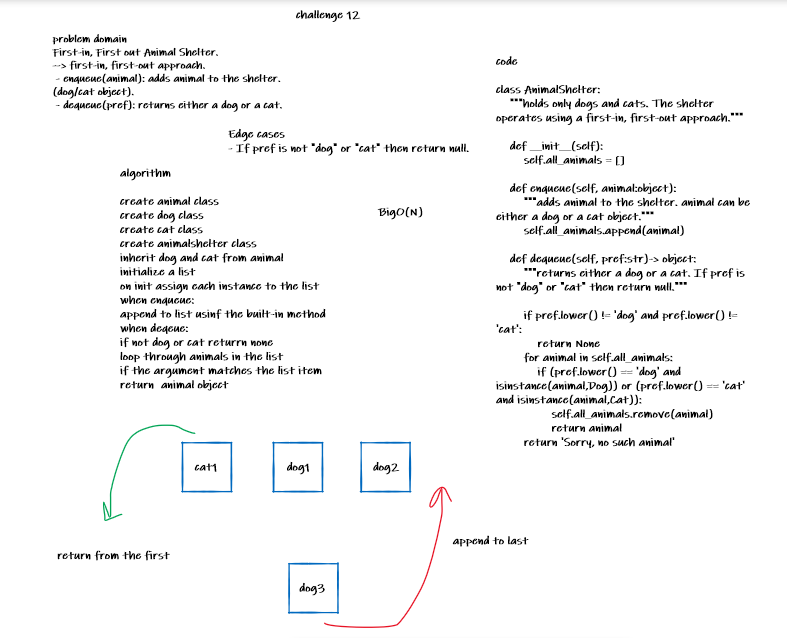 challenge 12
problem domain
First-in, First out Animal Shelter.
--> first-in, first-out approach.
- enqueue(animal): adds animal to the shelter.
(dog/cat object).
- dequeue(pref): returns either a dog or a cat.
Edge cases
- If pref is not "dog" or "cat" then return null.
algorithm
create animal class
create dog class
create cat class
create animalshelter class
inherit dog and cat from animal
initialize a list
on init assign each instance to the list
when enqueue:
append to list usinf the built-in method
when deqeue:
if not dog or cat returrn none
loop through animals in the list
if the argument matches the list item
return animal object
BigO(N)
code
class AnimalShelter:
"""holds only dogs and cats. The shelter
operates using a first-in, first-out approach."""
def __init__(self):
self.all_animals = []
def enqueue(self, animal:object):
"""adds animal to the shelter. animal can be
either a dog or a cat object."""
self.all_animals.append(animal)
def dequeue(self, pref:str)-> object:
"""returns either a dog or a cat. If pref is
not "dog" or "cat" then return null."""
if pref.lower() != 'dog' and pref.lower() !=
'cat':
return None
for animal in self.all_animals:
if (pref.lower() == 'dog' and
isinstance(animal,Dog)) or (pref.lower() == 'cat'
and isinstance(animal,Cat)):
self.all_animals.remove(animal)
return animal
return 'Sorry, no such animal'
cat1
dog1
dog2
return from the first
append to last
dog3